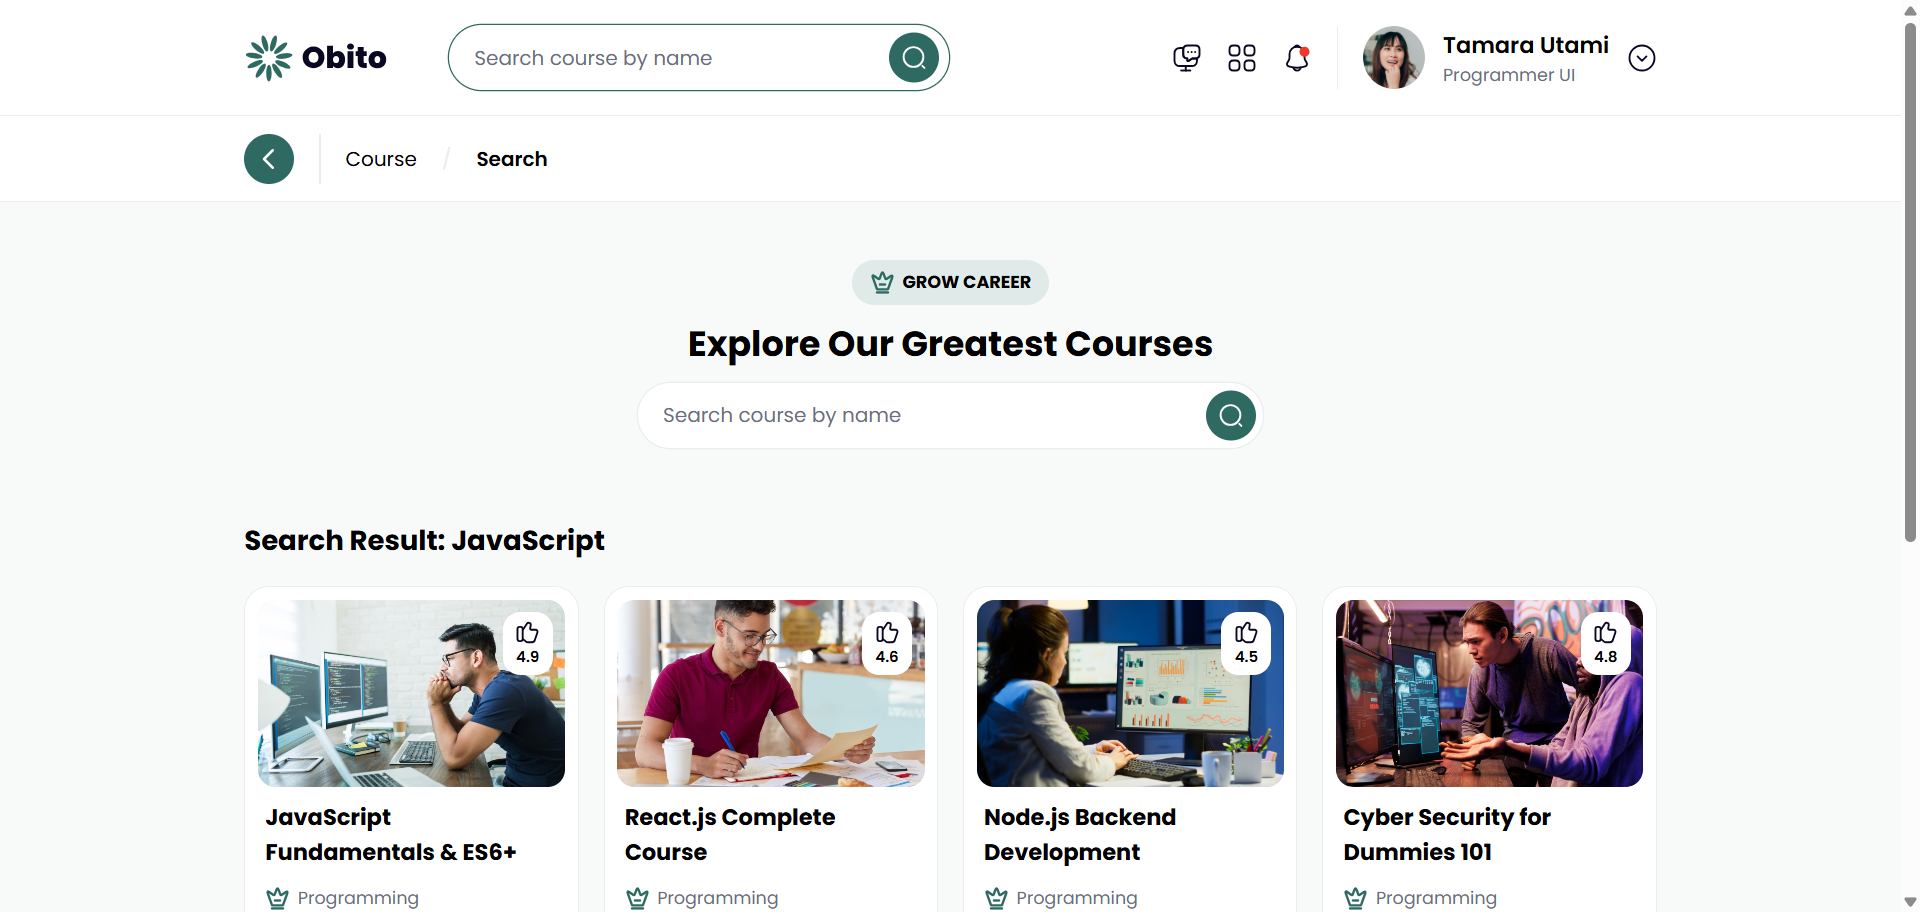 Obito
Search course by name
Tamara Utami
Programmer UI
Course / Search
GROW CAREER
Explore Our Greatest Courses
Search course by name
Search Result: JavaScript
4.9
4.6
4.5
4.8
JavaScript
Fundamentals & ES6+
Programming
React.js Complete
Course
Programming
Node.js Backend
Development
Programming
Cyber Security for
Dummies 101
Programming